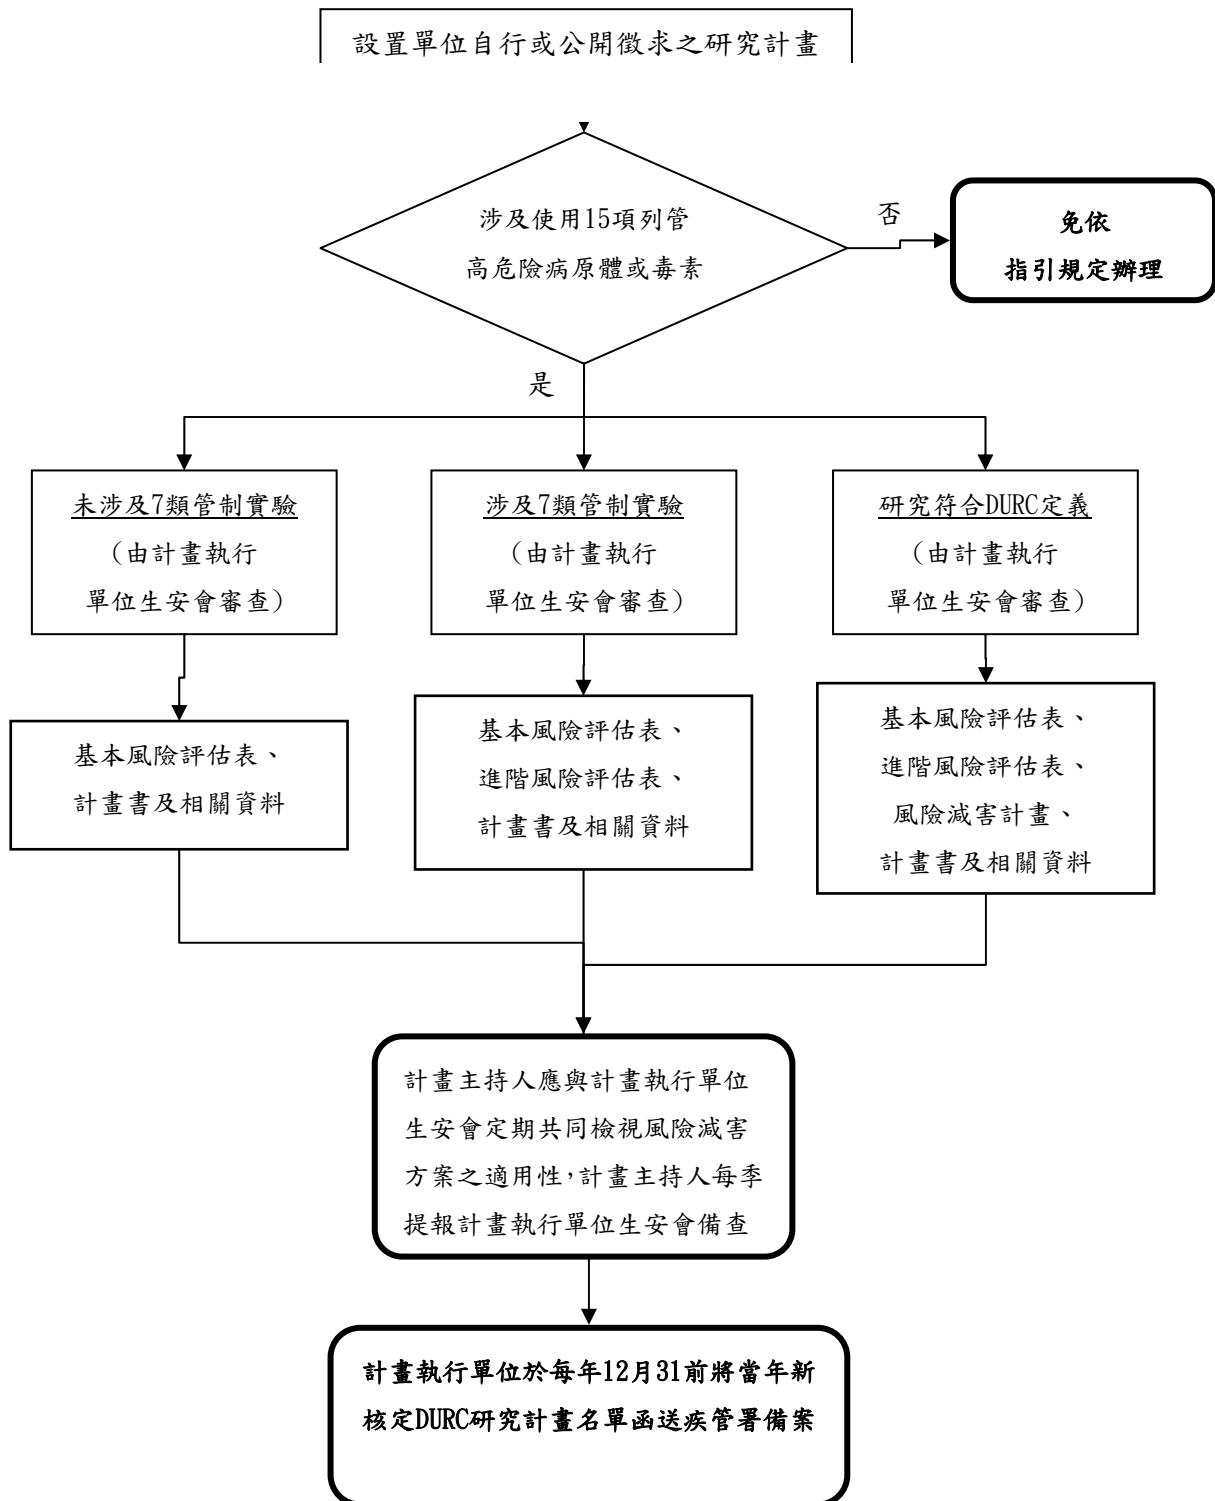 設置單位自行或公開徵求之研究計畫
涉及使用15項列管
高危險病原體或毒素
否
免依
指引規定辦理
是
未涉及7類管制實驗
（由計畫執行
單位生安會審查）
涉及7類管制實驗
（由計畫執行
單位生安會審查）
研究符合DURC定義
（由計畫執行
單位生安會審查）
基本風險評估表、
計畫書及相關資料
基本風險評估表、
進階風險評估表、
計畫書及相關資料
基本風險評估表、
進階風險評估表、
風險減害計畫、
計畫書及相關資料
計畫主持人應與計畫執行單位
生安會定期共同檢視風險減害
方案之適用性，計畫主持人每季
提報計畫執行單位生安會備查
計畫執行單位於每年12月31前將當年新
核定DURC研究計畫名單函送疾管署備案